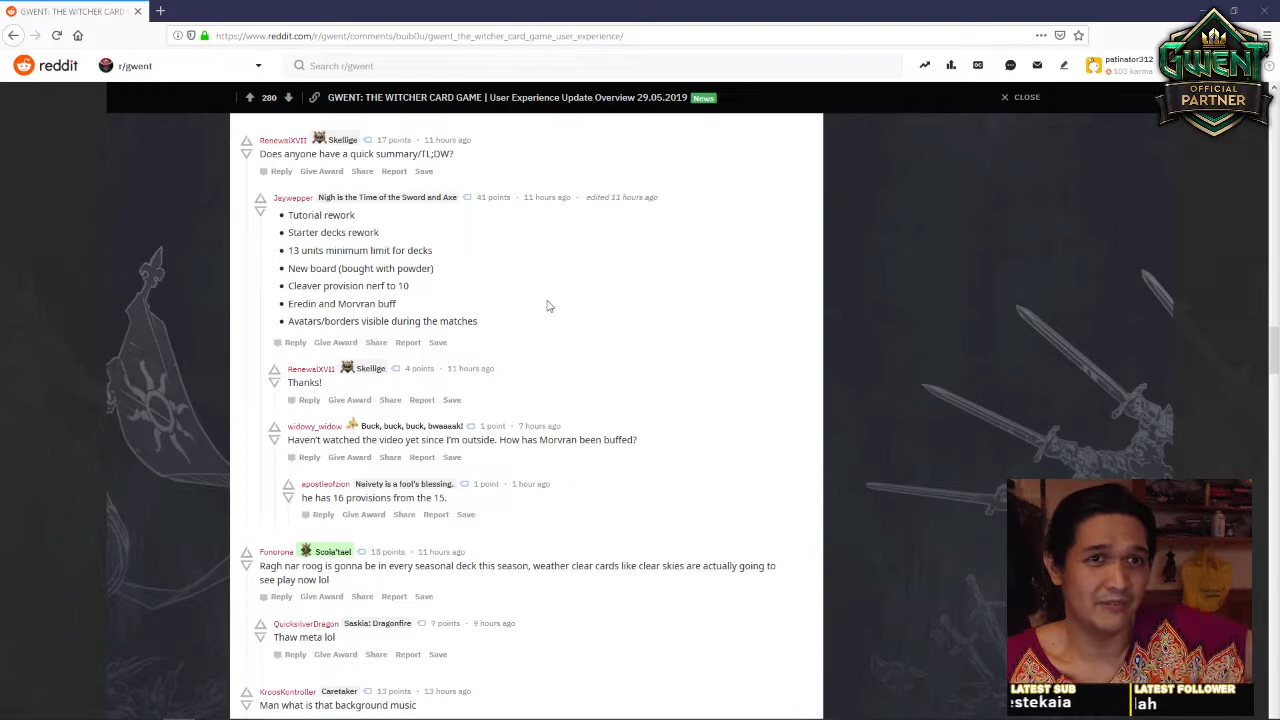 GWENT: THE WITCHER CARD GAME | U
https://www.reddit.com/r/gwent/comments/buib0u/gwent_the_witcher_card_game_user_experience/
reddit
r/gwent
Search r/gwent
patinator312
103 karma
GWENT
OFFICIAL
PARTNER
280
GWENT: THE WITCHER CARD GAME | User Experience Update Overview 29.05.2019
News
CLOSE
RenewalXVII Skellige 17 points · 11 hours ago
Does anyone have a quick summary/TL;DW?
Reply Give Award Share Report Save
Jaywepper Nigh is the Time of the Sword and Axe 41 points · 11 hours ago · edited 11 hours ago
• Tutorial rework
• Starter decks rework
• 13 units minimum limit for decks
• New board (bought with powder)
• Cleaver provision nerf to 10
• Eredin and Morvran buff
• Avatars/borders visible during the matches
Reply Give Award Share Report Save
RenewalXVII Skellige 4 points · 11 hours ago
Thanks!
Reply Give Award Share Report Save
widowy_widow Buck, buck, buck, bwaaaak! 1 point · 7 hours ago
Haven't watched the video yet since I'm outside. How has Morvran been buffed?
Reply Give Award Share Report Save
apostleofzion Naivety is a fool's blessing. 1 point · 1 hour ago
he has 16 provisions from the 15.
Reply Give Award Share Report Save
Fonorona Scoia'tael 18 points · 11 hours ago
Ragh nar roog is gonna be in every seasonal deck this season, weather clear cards like clear skies are actually going to
see play now lol
Reply Give Award Share Report Save
QuicksilverDragon Saskia: Dragonfire 7 points · 9 hours ago
Thaw meta lol
Reply Give Award Share Report Save
KroosKontroller Caretaker 13 points · 13 hours ago
Man what is that background music
LATEST SUB
estekaia
LATEST FOLLOWER
lah